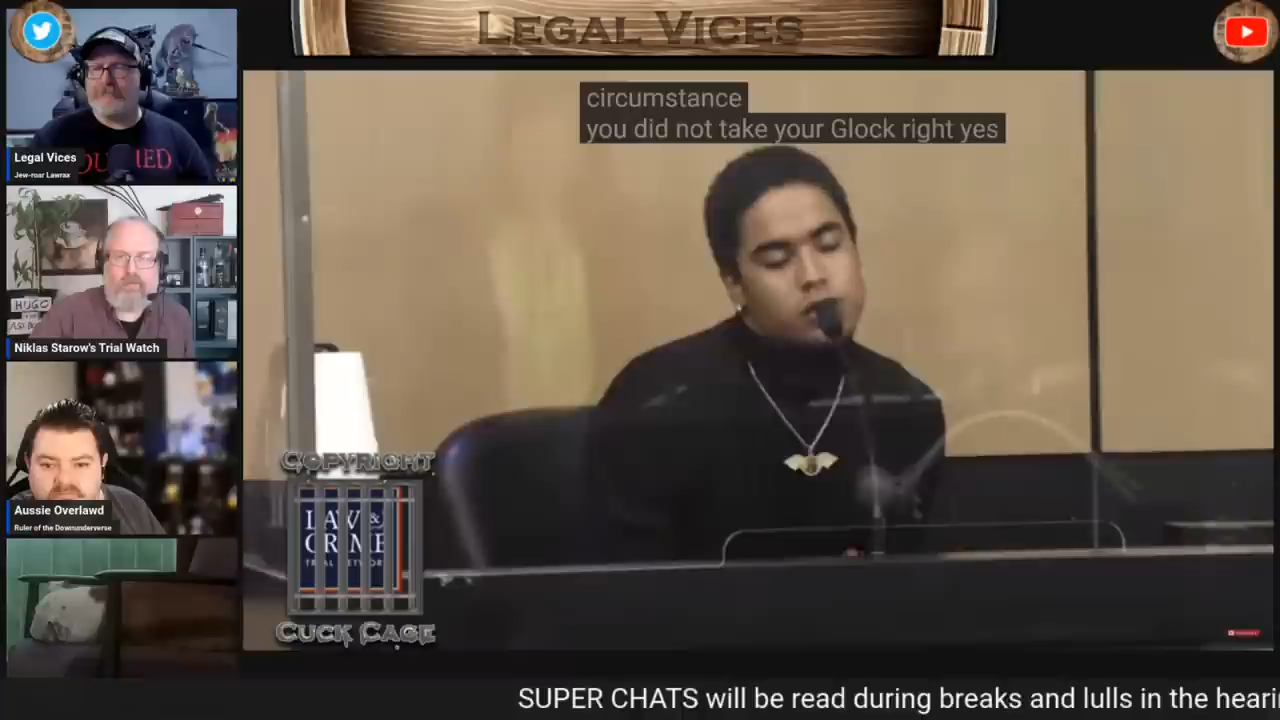 LEGAL VICES
circumstance
you did not take your Glock right yes
Legal Vices
Jew-roar Lawrax
Niklas Starow's Trial Watch
HUGO
Aussie Overlawd
Ruler of the Downunderverse
COPYRIGHT
LAW &
CRIME
CUCK CAGE
SUPER CHATS will be read during breaks and lulls in the heari